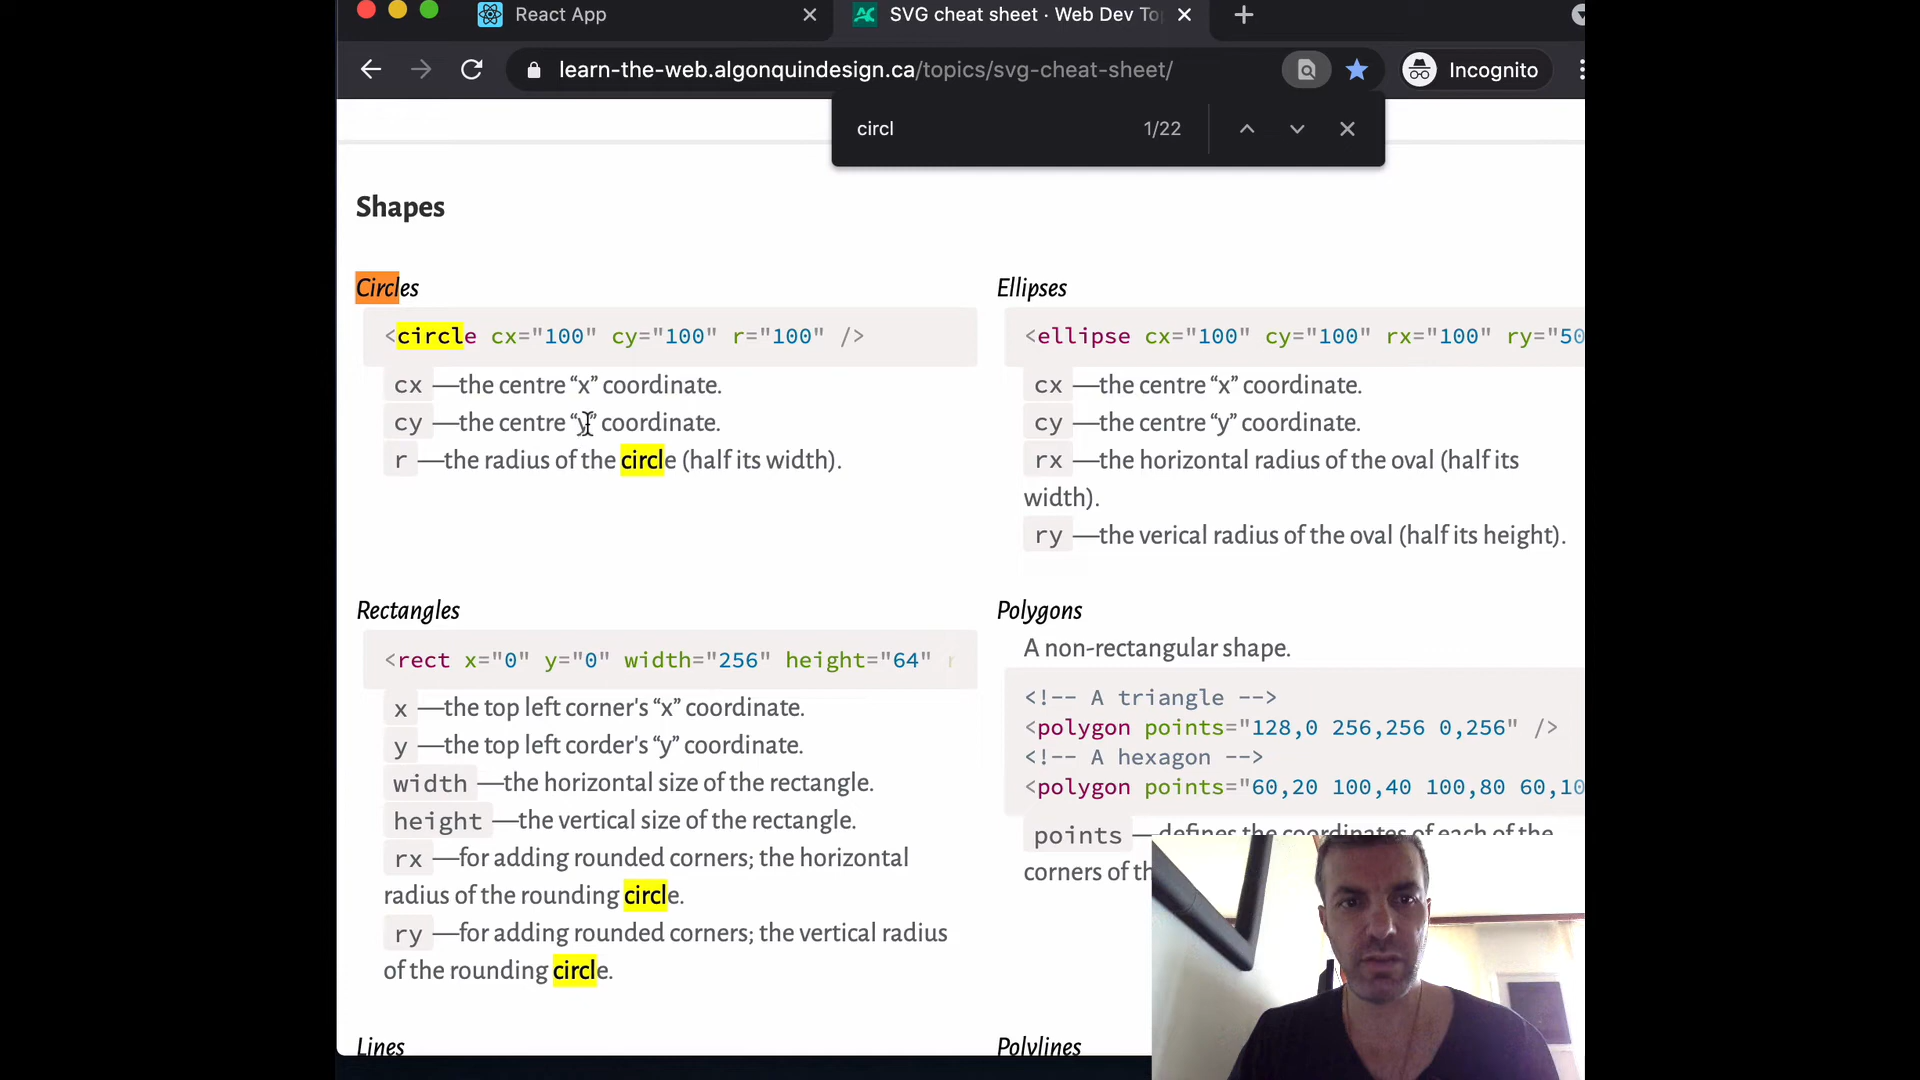 React App
SVG cheat sheet · Web Dev To
learn-the-web.algonquindesign.ca/topics/svg-cheat-sheet/
Incognito
circl
1/22
Shapes
Circles
<circle cx="100" cy="100" r="100" />
cx —the centre “x” coordinate.
cy —the centre “y” coordinate.
r —the radius of the circle (half its width).
Ellipses
<ellipse cx="100" cy="100" rx="100" ry="50
cx —the centre “x” coordinate.
cy —the centre “y” coordinate.
rx —the horizontal radius of the oval (half its
width).
ry —the verical radius of the oval (half its height).
Rectangles
<rect x="0" y="0" width="256" height="64" r
x —the top left corner's “x” coordinate.
y —the top left corder's “y” coordinate.
width —the horizontal size of the rectangle.
height —the vertical size of the rectangle.
rx —for adding rounded corners; the horizontal
radius of the rounding circle.
ry —for adding rounded corners; the vertical radius
of the rounding circle.
Polygons
A non-rectangular shape.
<!-- A triangle -->
<polygon points="128,0 256,256 0,256" />
<!-- A hexagon -->
<polygon points="60,20 100,40 100,80 60,10
points — defines the coordinates of each of the
corners of th
Lines
Polylines